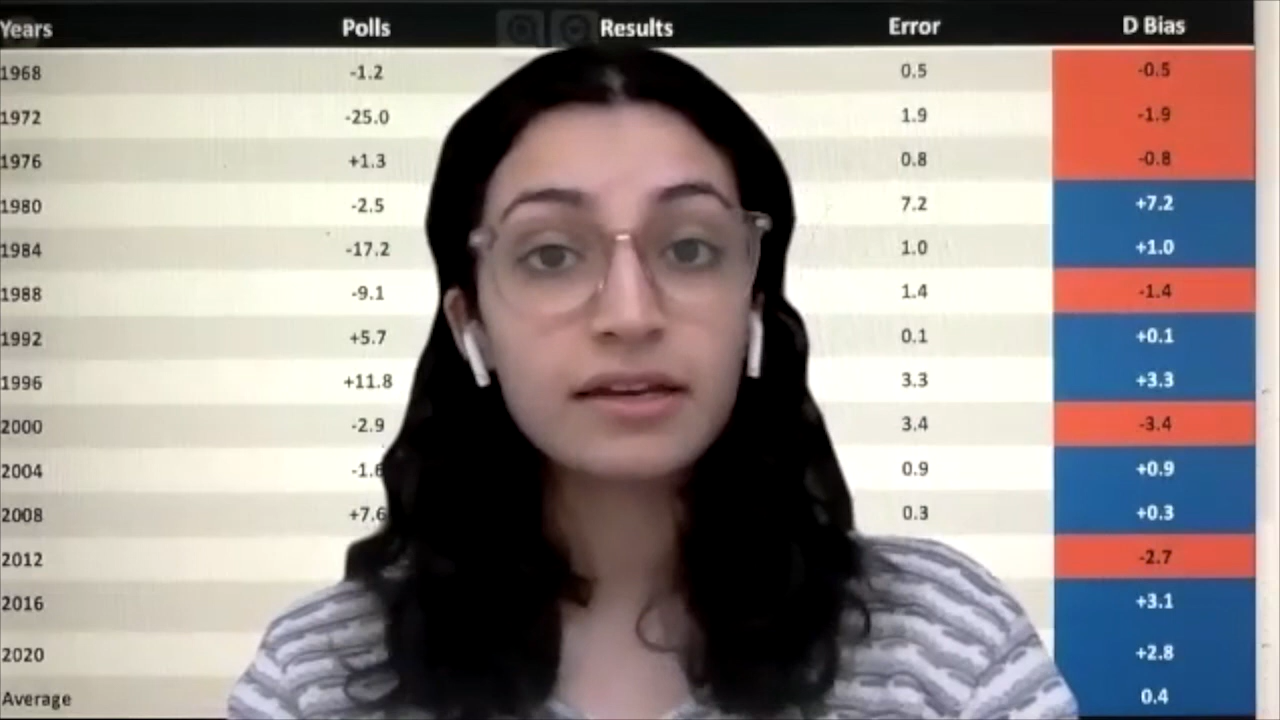 Years Polls Results Error D Bias
1968 -1.2 0.5 -0.5
1972 -25.0 1.9 -1.9
1976 +1.3 0.8 -0.8
1980 -2.5 7.2 +7.2
1984 -17.2 1.0 +1.0
1988 -9.1 1.4 -1.4
1992 +5.7 0.1 +0.1
1996 +11.8 3.3 +3.3
2000 -2.9 3.4 -3.4
2004 0.9 +0.9
2008 +7.6 0.3 +0.3
2012 -2.7
2016 +3.1
2020 +2.8
Average 0.4